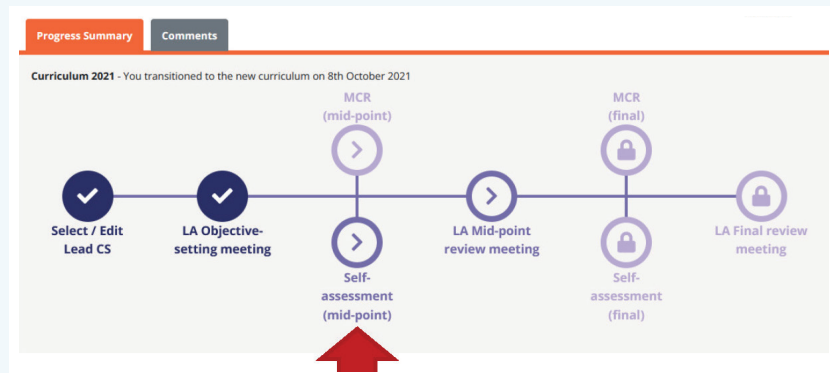 Progress Summary
Comments
Curriculum 2021 - You transitioned to the new curriculum on 8th October 2021
MCR
(mid-point)
MCR
(final)
Select / Edit
Lead CS
LA Objective-
setting meeting
Self-
assessment
(mid-point)
LA Mid-point
review meeting
Self-
assessment
(final)
LA Final review
meeting